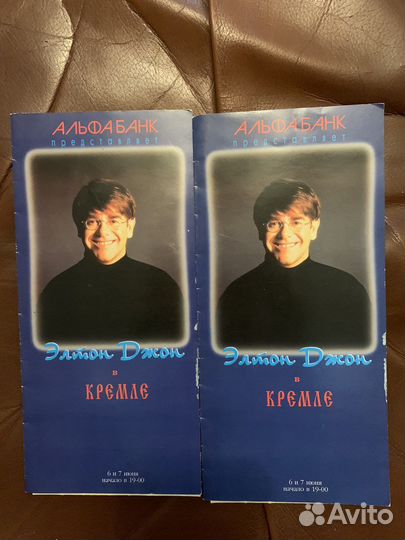 АЛЬФА БАНК
представляет
Элтон Джон
в
КРЕМЛЕ
6 и 7 июня
начало в 19-00
АЛЬФА БАНК
представляет
Элтон Джон
в
КРЕМЛЕ
6 и 7 июня
начало в 19-00
Avito